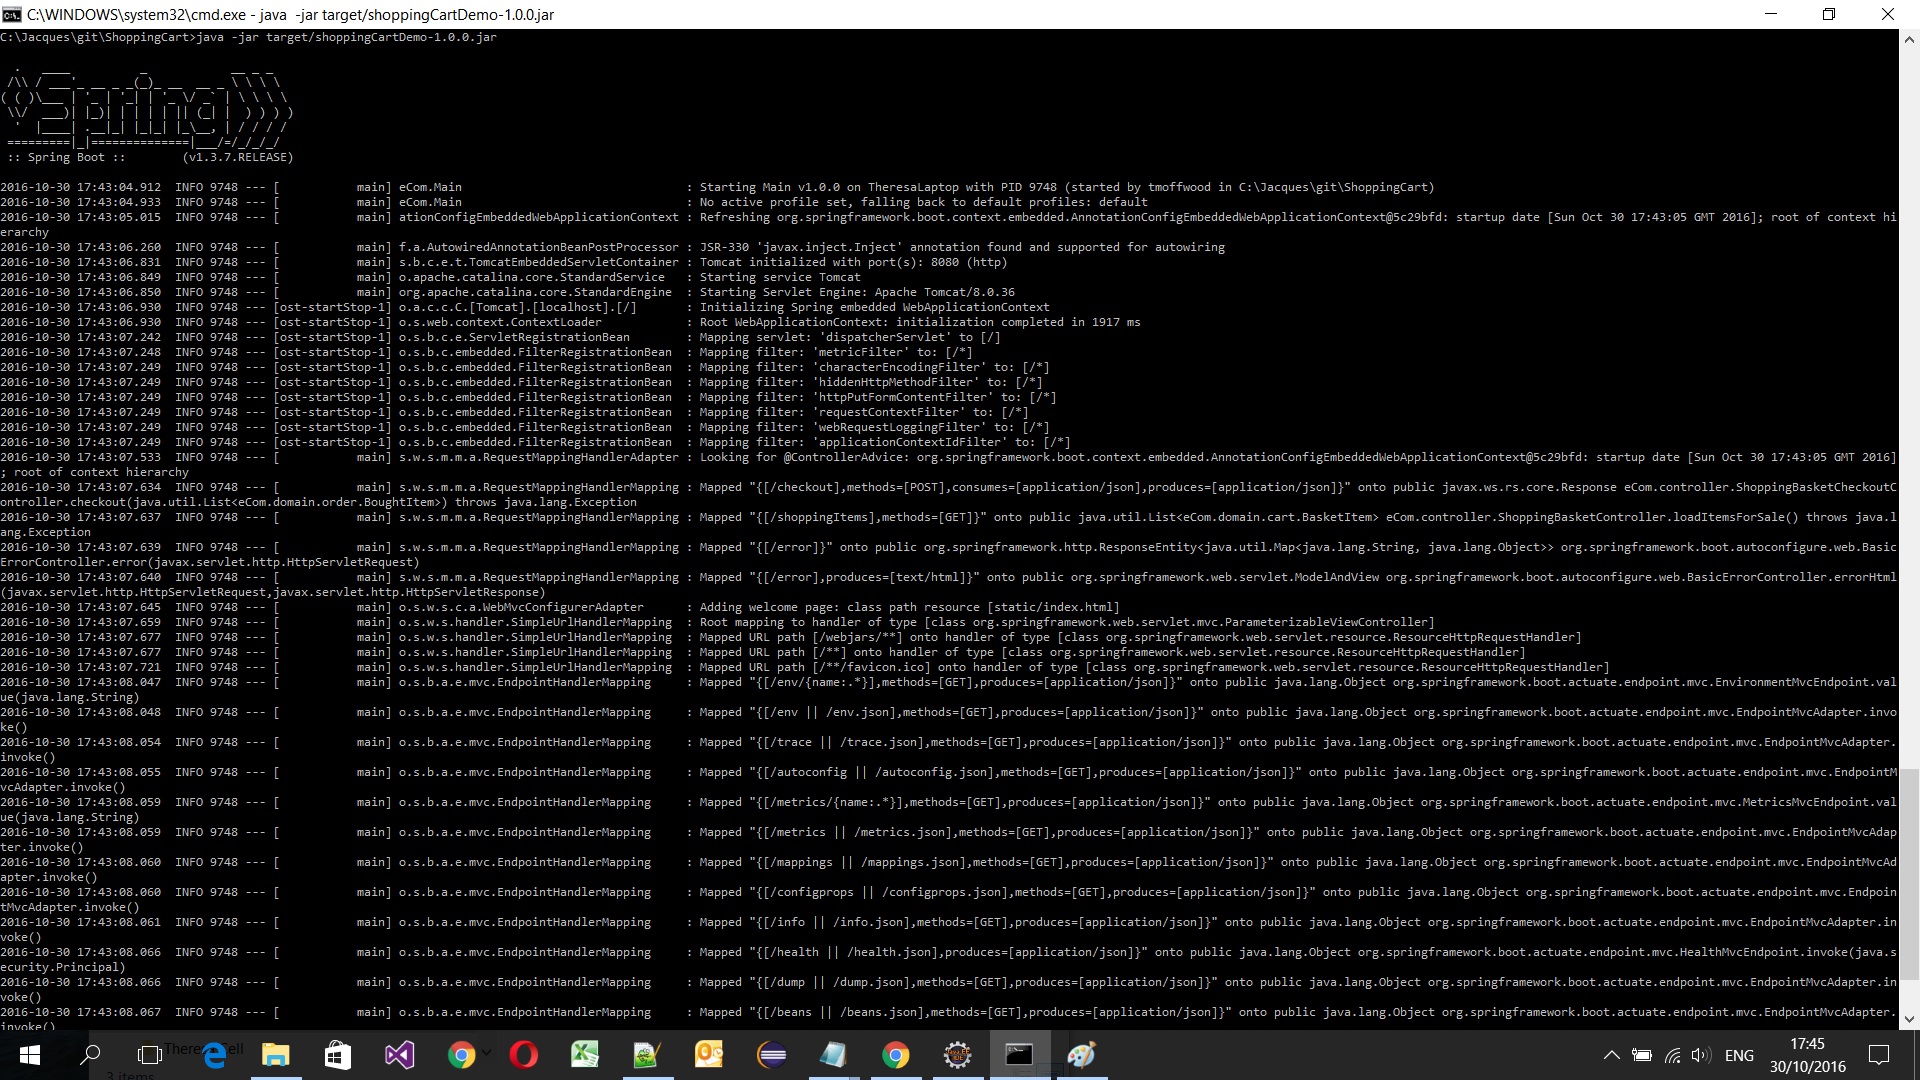 C:\WINDOWS\system32\cmd.exe - java  -jar target/shoppingCartDemo-1.0.0.jar
C:\Jacques\git\ShoppingCart>java -jar target/shoppingCartDemo-1.0.0.jar
  .   ____          _            __ _ _
 /\\ / ___'_ __ _ _(_)_ __  __ _ \ \ \ \
( ( )\___ | '_ | '_| | '_ \/ _` | \ \ \ \
 \\/  ___)| |_)| | | | | || (_| |  ) ) ) )
  '  |____| .__|_| |_|_| |_\__, | / / / /
 =========|_|==============|___/=/_/_/_/
 :: Spring Boot ::        (v1.3.7.RELEASE)
2016-10-30 17:43:04.912  INFO 9748 --- [           main] eCom.Main                                : Starting Main v1.0.0 on TheresaLaptop with PID 9748 (started by tmoffwood in C:\Jacques\git\ShoppingCart)
2016-10-30 17:43:04.933  INFO 9748 --- [           main] eCom.Main                                : No active profile set, falling back to default profiles: default
2016-10-30 17:43:05.015  INFO 9748 --- [           main] ationConfigEmbeddedWebApplicationContext : Refreshing org.springframework.boot.context.embedded.AnnotationConfigEmbeddedWebApplicationContext@5c29bfd: startup date [Sun Oct 30 17:43:05 GMT 2016]; root of context hi
erarchy
2016-10-30 17:43:06.260  INFO 9748 --- [           main] f.a.AutowiredAnnotationBeanPostProcessor : JSR-330 'javax.inject.Inject' annotation found and supported for autowiring
2016-10-30 17:43:06.831  INFO 9748 --- [           main] s.b.c.e.t.TomcatEmbeddedServletContainer : Tomcat initialized with port(s): 8080 (http)
2016-10-30 17:43:06.849  INFO 9748 --- [           main] o.apache.catalina.core.StandardService   : Starting service Tomcat
2016-10-30 17:43:06.850  INFO 9748 --- [           main] org.apache.catalina.core.StandardEngine  : Starting Servlet Engine: Apache Tomcat/8.0.36
2016-10-30 17:43:06.930  INFO 9748 --- [ost-startStop-1] o.a.c.c.C.[Tomcat].[localhost].[/]       : Initializing Spring embedded WebApplicationContext
2016-10-30 17:43:06.930  INFO 9748 --- [ost-startStop-1] o.s.web.context.ContextLoader            : Root WebApplicationContext: initialization completed in 1917 ms
2016-10-30 17:43:07.242  INFO 9748 --- [ost-startStop-1] o.s.b.c.e.ServletRegistrationBean        : Mapping servlet: 'dispatcherServlet' to [/]
2016-10-30 17:43:07.248  INFO 9748 --- [ost-startStop-1] o.s.b.c.embedded.FilterRegistrationBean  : Mapping filter: 'metricFilter' to: [/*]
2016-10-30 17:43:07.249  INFO 9748 --- [ost-startStop-1] o.s.b.c.embedded.FilterRegistrationBean  : Mapping filter: 'characterEncodingFilter' to: [/*]
2016-10-30 17:43:07.249  INFO 9748 --- [ost-startStop-1] o.s.b.c.embedded.FilterRegistrationBean  : Mapping filter: 'hiddenHttpMethodFilter' to: [/*]
2016-10-30 17:43:07.249  INFO 9748 --- [ost-startStop-1] o.s.b.c.embedded.FilterRegistrationBean  : Mapping filter: 'httpPutFormContentFilter' to: [/*]
2016-10-30 17:43:07.249  INFO 9748 --- [ost-startStop-1] o.s.b.c.embedded.FilterRegistrationBean  : Mapping filter: 'requestContextFilter' to: [/*]
2016-10-30 17:43:07.249  INFO 9748 --- [ost-startStop-1] o.s.b.c.embedded.FilterRegistrationBean  : Mapping filter: 'webRequestLoggingFilter' to: [/*]
2016-10-30 17:43:07.249  INFO 9748 --- [ost-startStop-1] o.s.b.c.embedded.FilterRegistrationBean  : Mapping filter: 'applicationContextIdFilter' to: [/*]
2016-10-30 17:43:07.533  INFO 9748 --- [           main] s.w.s.m.m.a.RequestMappingHandlerAdapter : Looking for @ControllerAdvice: org.springframework.boot.context.embedded.AnnotationConfigEmbeddedWebApplicationContext@5c29bfd: startup date [Sun Oct 30 17:43:05 GMT 2016]
; root of context hierarchy
2016-10-30 17:43:07.634  INFO 9748 --- [           main] s.w.s.m.m.a.RequestMappingHandlerMapping : Mapped "{[/checkout],methods=[POST],consumes=[application/json],produces=[application/json]}" onto public javax.ws.rs.core.Response eCom.controller.ShoppingBasketCheckoutC
ontroller.checkout(java.util.List<eCom.domain.order.BoughtItem>) throws java.lang.Exception
2016-10-30 17:43:07.637  INFO 9748 --- [           main] s.w.s.m.m.a.RequestMappingHandlerMapping : Mapped "{[/shoppingItems],methods=[GET]}" onto public java.util.List<eCom.domain.cart.BasketItem> eCom.controller.ShoppingBasketController.loadItemsForSale() throws java.l
ang.Exception
2016-10-30 17:43:07.639  INFO 9748 --- [           main] s.w.s.m.m.a.RequestMappingHandlerMapping : Mapped "{[/error]}" onto public org.springframework.http.ResponseEntity<java.util.Map<java.lang.String, java.lang.Object>> org.springframework.boot.autoconfigure.web.Basic
ErrorController.error(javax.servlet.http.HttpServletRequest)
2016-10-30 17:43:07.640  INFO 9748 --- [           main] s.w.s.m.m.a.RequestMappingHandlerMapping : Mapped "{[/error],produces=[text/html]}" onto public org.springframework.web.servlet.ModelAndView org.springframework.boot.autoconfigure.web.BasicErrorController.errorHtml
(javax.servlet.http.HttpServletRequest,javax.servlet.http.HttpServletResponse)
2016-10-30 17:43:07.645  INFO 9748 --- [           main] o.s.w.s.c.a.WebMvcConfigurerAdapter      : Adding welcome page: class path resource [static/index.html]
2016-10-30 17:43:07.659  INFO 9748 --- [           main] o.s.w.s.handler.SimpleUrlHandlerMapping  : Root mapping to handler of type [class org.springframework.web.servlet.mvc.ParameterizableViewController]
2016-10-30 17:43:07.677  INFO 9748 --- [           main] o.s.w.s.handler.SimpleUrlHandlerMapping  : Mapped URL path [/webjars/**] onto handler of type [class org.springframework.web.servlet.resource.ResourceHttpRequestHandler]
2016-10-30 17:43:07.677  INFO 9748 --- [           main] o.s.w.s.handler.SimpleUrlHandlerMapping  : Mapped URL path [/**] onto handler of type [class org.springframework.web.servlet.resource.ResourceHttpRequestHandler]
2016-10-30 17:43:07.721  INFO 9748 --- [           main] o.s.w.s.handler.SimpleUrlHandlerMapping  : Mapped URL path [/**/favicon.ico] onto handler of type [class org.springframework.web.servlet.resource.ResourceHttpRequestHandler]
2016-10-30 17:43:08.047  INFO 9748 --- [           main] o.s.b.a.e.mvc.EndpointHandlerMapping     : Mapped "{[/env/{name:.*}],methods=[GET],produces=[application/json]}" onto public java.lang.Object org.springframework.boot.actuate.endpoint.mvc.EnvironmentMvcEndpoint.val
ue(java.lang.String)
2016-10-30 17:43:08.048  INFO 9748 --- [           main] o.s.b.a.e.mvc.EndpointHandlerMapping     : Mapped "{[/env || /env.json],methods=[GET],produces=[application/json]}" onto public java.lang.Object org.springframework.boot.actuate.endpoint.mvc.EndpointMvcAdapter.invo
ke()
2016-10-30 17:43:08.054  INFO 9748 --- [           main] o.s.b.a.e.mvc.EndpointHandlerMapping     : Mapped "{[/trace || /trace.json],methods=[GET],produces=[application/json]}" onto public java.lang.Object org.springframework.boot.actuate.endpoint.mvc.EndpointMvcAdapter.
invoke()
2016-10-30 17:43:08.055  INFO 9748 --- [           main] o.s.b.a.e.mvc.EndpointHandlerMapping     : Mapped "{[/autoconfig || /autoconfig.json],methods=[GET],produces=[application/json]}" onto public java.lang.Object org.springframework.boot.actuate.endpoint.mvc.EndpointM
vcAdapter.invoke()
2016-10-30 17:43:08.059  INFO 9748 --- [           main] o.s.b.a.e.mvc.EndpointHandlerMapping     : Mapped "{[/metrics/{name:.*}],methods=[GET],produces=[application/json]}" onto public java.lang.Object org.springframework.boot.actuate.endpoint.mvc.MetricsMvcEndpoint.val
ue(java.lang.String)
2016-10-30 17:43:08.059  INFO 9748 --- [           main] o.s.b.a.e.mvc.EndpointHandlerMapping     : Mapped "{[/metrics || /metrics.json],methods=[GET],produces=[application/json]}" onto public java.lang.Object org.springframework.boot.actuate.endpoint.mvc.EndpointMvcAdap
ter.invoke()
2016-10-30 17:43:08.060  INFO 9748 --- [           main] o.s.b.a.e.mvc.EndpointHandlerMapping     : Mapped "{[/mappings || /mappings.json],methods=[GET],produces=[application/json]}" onto public java.lang.Object org.springframework.boot.actuate.endpoint.mvc.EndpointMvcAd
apter.invoke()
2016-10-30 17:43:08.060  INFO 9748 --- [           main] o.s.b.a.e.mvc.EndpointHandlerMapping     : Mapped "{[/configprops || /configprops.json],methods=[GET],produces=[application/json]}" onto public java.lang.Object org.springframework.boot.actuate.endpoint.mvc.Endpoin
tMvcAdapter.invoke()
2016-10-30 17:43:08.061  INFO 9748 --- [           main] o.s.b.a.e.mvc.EndpointHandlerMapping     : Mapped "{[/info || /info.json],methods=[GET],produces=[application/json]}" onto public java.lang.Object org.springframework.boot.actuate.endpoint.mvc.EndpointMvcAdapter.in
voke()
2016-10-30 17:43:08.066  INFO 9748 --- [           main] o.s.b.a.e.mvc.EndpointHandlerMapping     : Mapped "{[/health || /health.json],produces=[application/json]}" onto public java.lang.Object org.springframework.boot.actuate.endpoint.mvc.HealthMvcEndpoint.invoke(java.s
ecurity.Principal)
2016-10-30 17:43:08.066  INFO 9748 --- [           main] o.s.b.a.e.mvc.EndpointHandlerMapping     : Mapped "{[/dump || /dump.json],methods=[GET],produces=[application/json]}" onto public java.lang.Object org.springframework.boot.actuate.endpoint.mvc.EndpointMvcAdapter.in
voke()
2016-10-30 17:43:08.067  INFO 9748 --- [           main] o.s.b.a.e.mvc.EndpointHandlerMapping     : Mapped "{[/beans || /beans.json],methods=[GET],produces=[application/json]}" onto public java.lang.Object org.springframework.boot.actuate.endpoint.mvc.EndpointMvcAdapter.
invoke()
ENG
17:45
30/10/2016
3 items